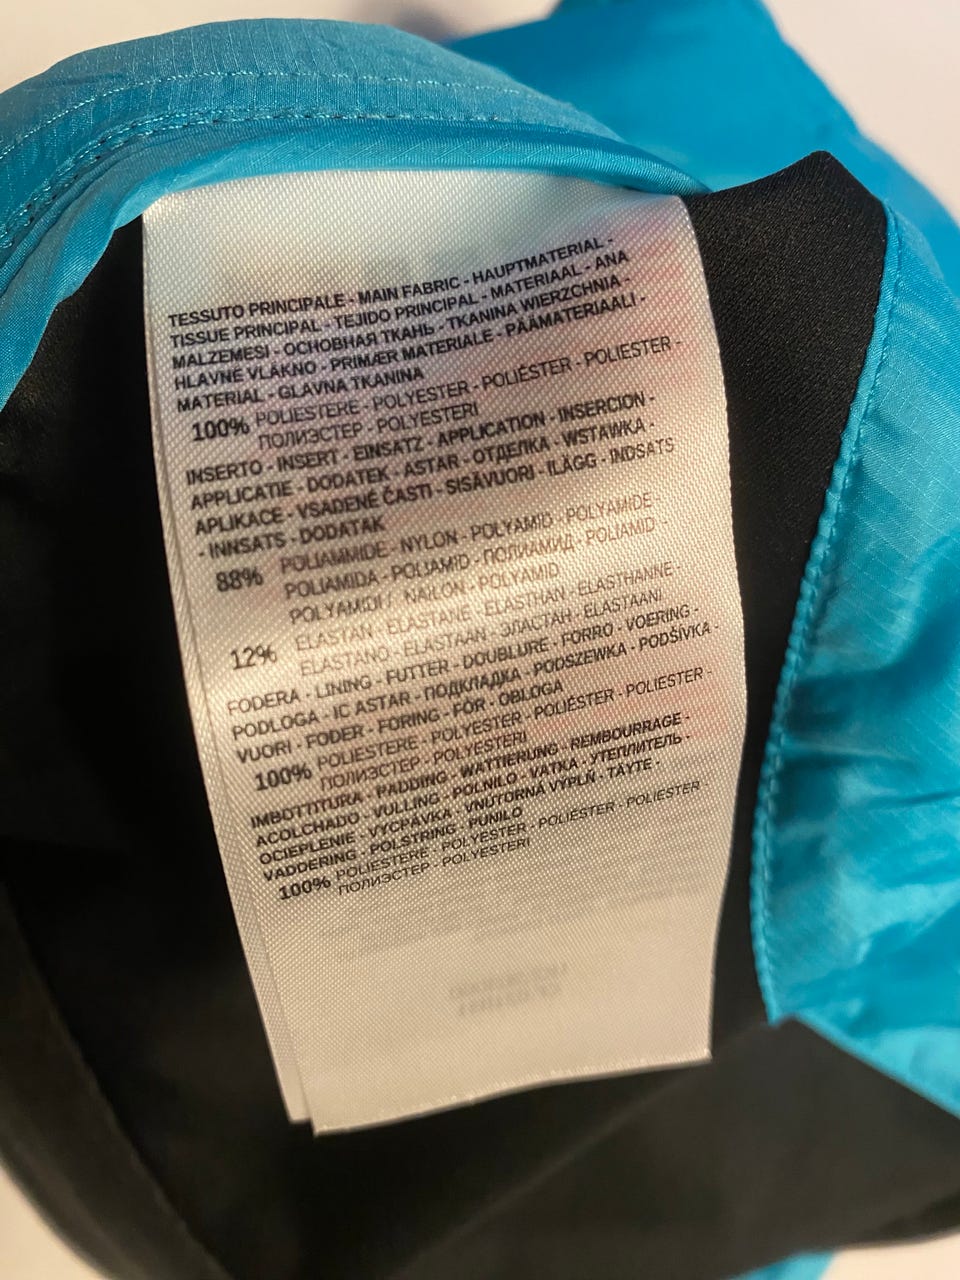 TESSUTO PRINCIPALE - MAIN FABRIC - HAUPTMATERIAL -
TISSUE PRINCIPAL - TEJIDO PRINCIPAL - MATERIAAL - ANA
MALZEMESI - ОСНОВНАЯ ТКАНЬ - TKANINA WIERZCHNIA -
HLAVNÉ VLÁKNO - PRIMÆR MATERIALE - PÄÄMATERIAALI -
MATERIAL - GLAVNA TKANINA
100% POLIESTERE - POLYESTER - POLIÉSTER - POLIESTER -
ПОЛИЭСТЕР - POLYESTERI
INSERTO - INSERT - EINSATZ - APPLICATION - INSERCION -
APPLICATIE - DODATEK - ASTAR - ОТДЕЛКА - WSTAWKA -
APLIKACE - VSADENÉ ČASTI - SISÄVUORI - ILÄGG - INDSATS
- INNSATS - DODATAK
88% POLIAMMIDE - NYLON - POLYAMID - POLYAMIDE -
POLIAMIDA - POLIAMID - ПОЛИАМИД - POLIAMID -
POLYAMIDI / NAILON - POLYAMID
12% ELASTAN - ELASTANE - ELASTHAN - ELASTHANNE -
ELASTANO - ELASTAAN - ЭЛАСТАН - ELASTAANI
FODERA - LINING - FUTTER - DOUBLURE - FORRO - VOERING -
PODLOGA - IC ASTAR - ПОДКЛАДКА - PODSZEWKA - PODŠÍVKA -
VUORI - FODER - FORING - FÔR - OBLOGA
100% POLIESTERE - POLYESTER - POLIÉSTER - POLIESTER -
ПОЛИЭСТЕР - POLYESTERI
IMBOTTITURA - PADDING - WATTIERUNG - REMBOURRAGE -
ACOLCHADO - VULLING - POLNILO - VATKA - УТЕПЛИТЕЛЬ -
OCIEPLENIE - VYCPÁVKA - VNÚTORNÁ VÝPLŇ - TÄYTE -
VADDERING - POLSTRING - PUNILO
100% POLIESTERE - POLYESTER - POLIÉSTER - POLIESTER -
ПОЛИЭСТЕР - POLYESTERI